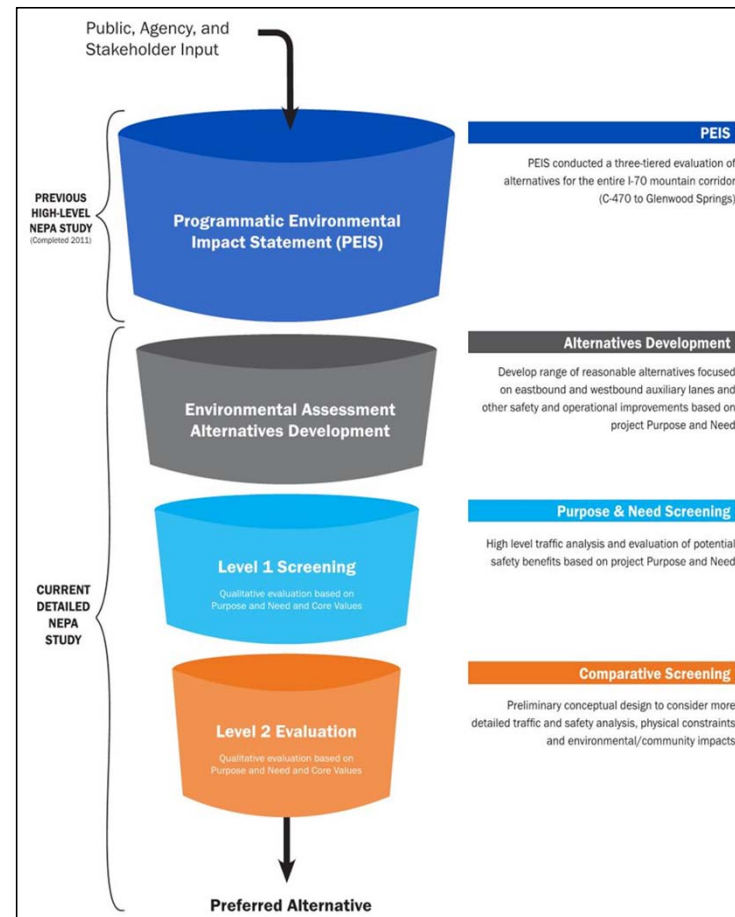 Public, Agency, and
Stakeholder Input
PREVIOUS
HIGH-LEVEL
NEPA STUDY
(Completed 2011)
Programmatic Environmental
Impact Statement (PEIS)
PEIS
PEIS conducted a three-tiered evaluation of
alternatives for the entire I-70 mountain corridor
(C-470 to Glenwood Springs)
Environmental Assessment
Alternatives Development
Alternatives Development
Develop range of reasonable alternatives focused
on eastbound and westbound auxiliary lanes and
other safety and operational improvements based on
project Purpose and Need
Level 1 Screening
Qualitative evaluation based on
Purpose and Need and Core Values
Purpose & Need Screening
High level traffic analysis and evaluation of potential
safety benefits based on project Purpose and Need
CURRENT
DETAILED
NEPA
STUDY
Level 2 Evaluation
Qualitative evaluation based on
Purpose and Need and Core Values
Comparative Screening
Preliminary conceptual design to consider more
detailed traffic and safety analysis, physical constraints
and environmental/community impacts
Preferred Alternative